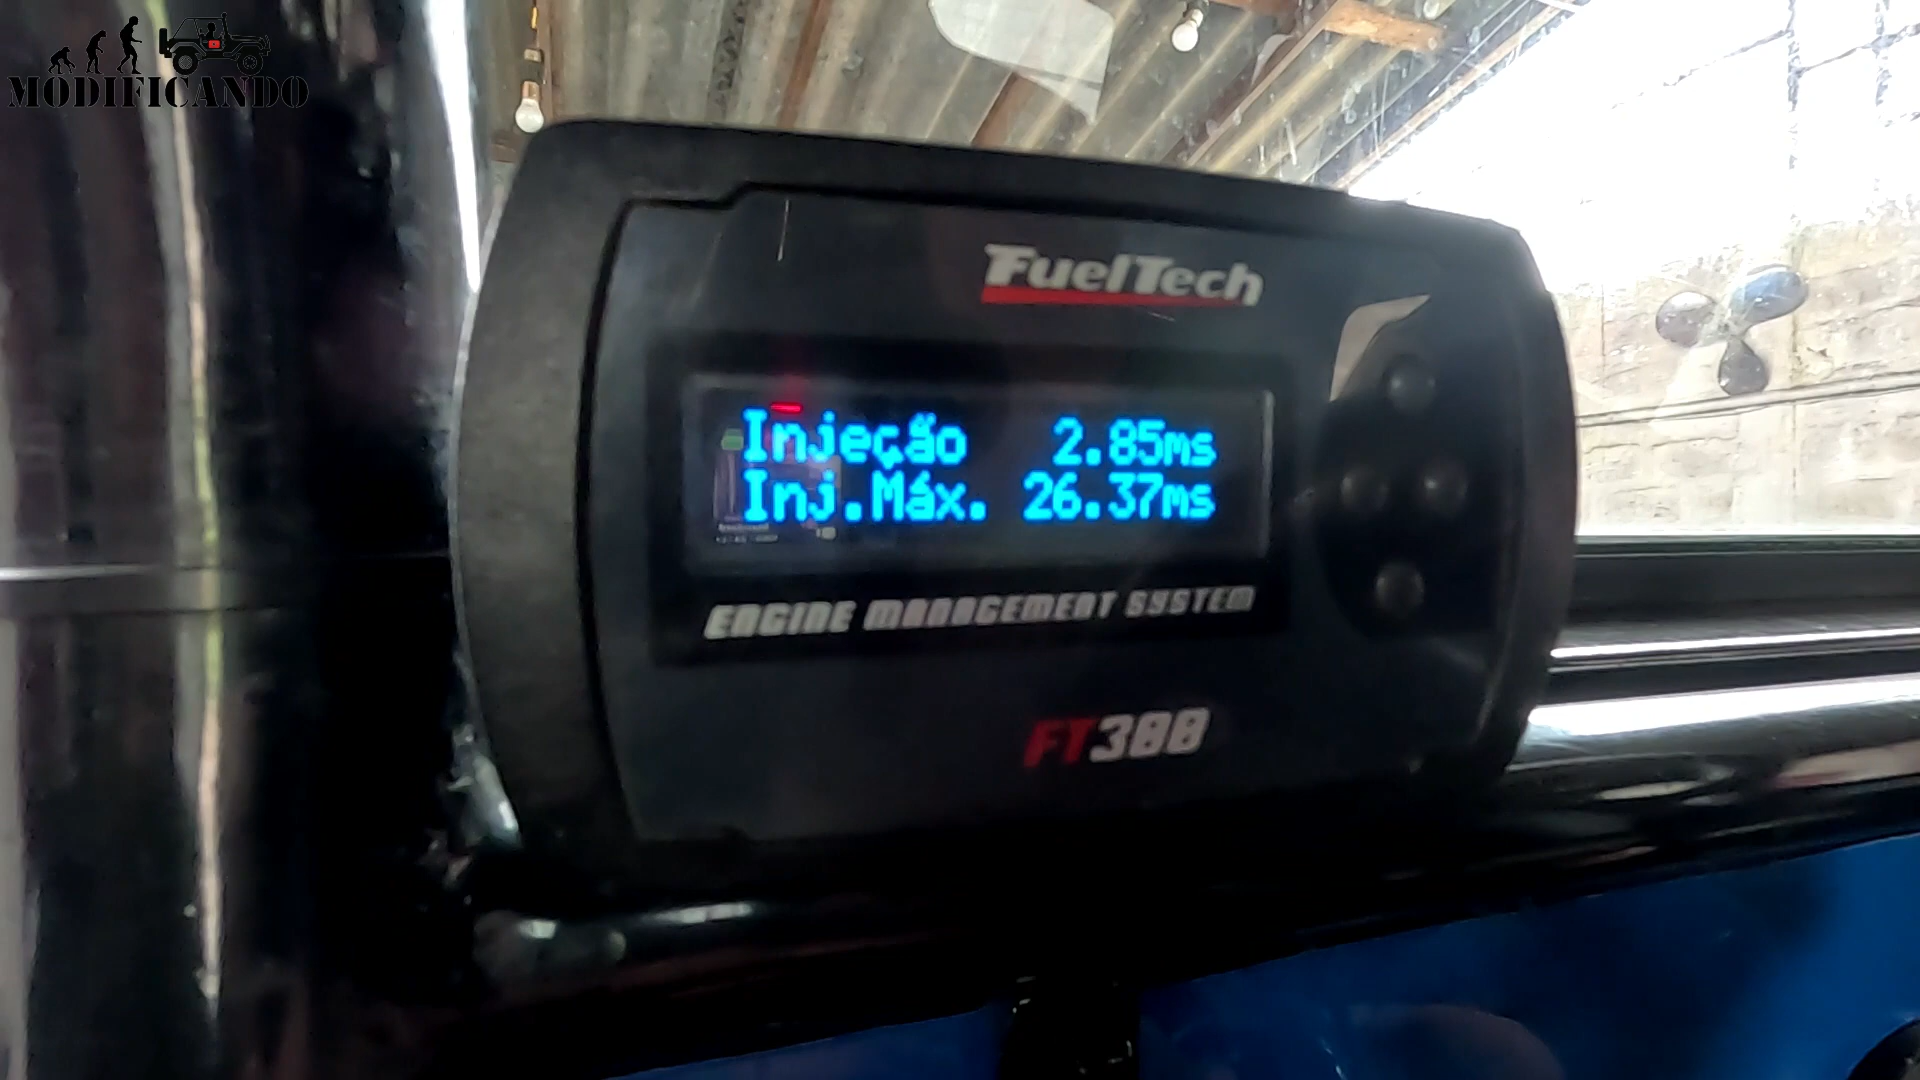 MODIFICANDO
FuelTech
Injeção 2.85ms
Inj.Máx. 26.37ms
ENGINE MANAGEMENT SYSTEM
FT300